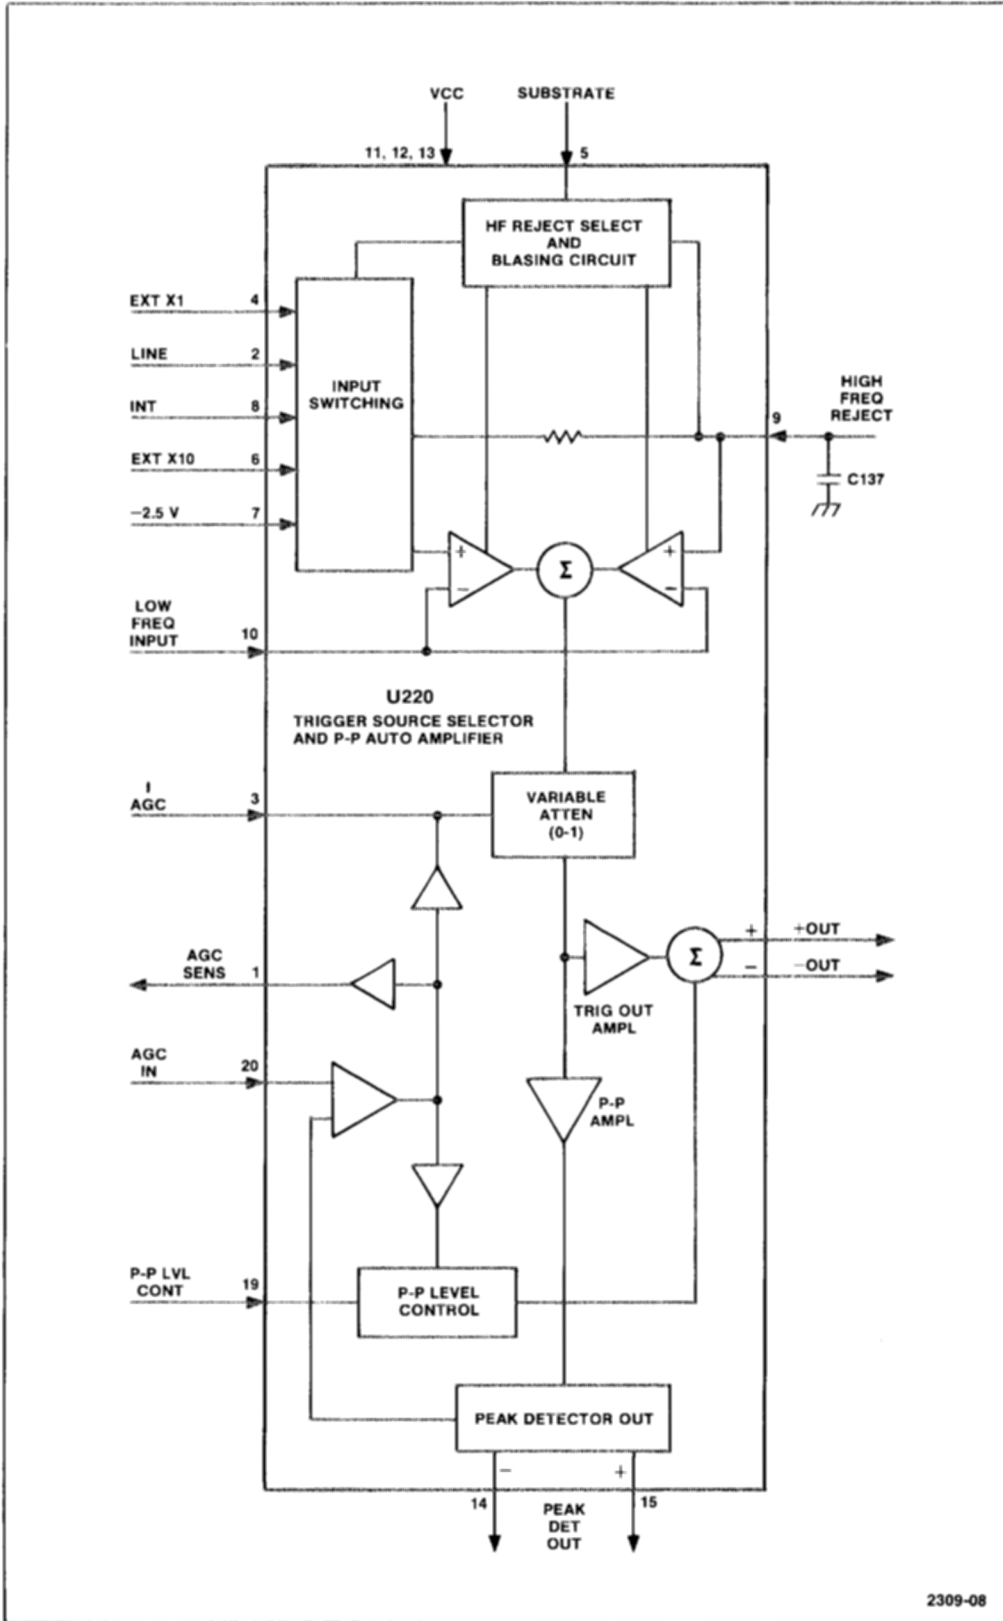 VCC
SUBSTRATE
11, 12, 13
5
HF REJECT SELECT
AND
BLASING CIRCUIT
EXT X1
4
LINE
2
INT
8
EXT X10
6
−2.5 V
7
INPUT
SWITCHING
HIGH
FREQ
REJECT
9
C137
+
−
Σ
+
−
LOW
FREQ
INPUT
10
U220
TRIGGER SOURCE SELECTOR
AND P-P AUTO AMPLIFIER
I
AGC
3
VARIABLE
ATTEN
(0-1)
AGC
SENS
1
Σ
+
+OUT
−
−OUT
TRIG OUT
AMPL
AGC
IN
20
P-P
AMPL
P-P LVL
CONT
19
P-P LEVEL
CONTROL
PEAK DETECTOR OUT
−
+
14
15
PEAK
DET
OUT
2309-08